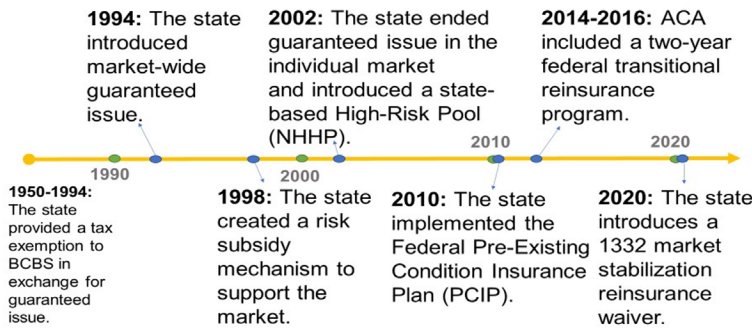 1994: The state
introduced
market-wide
guaranteed
issue.
2002: The state ended
guaranteed issue in the
individual market
and introduced a state-
based High-Risk Pool
(NHHP).
2014-2016: ACA
included a two-year
federal transitional
reinsurance
program.
1990
2000
2010
2020
1950-1994:
The state
provided a tax
exemption to
BCBS in
exchange for
guaranteed
issue.
1998: The state
created a risk
subsidy
mechanism to
support the
market.
2010: The state
implemented the
Federal Pre-Existing
Condition Insurance
Plan (PCIP).
2020: The state
introduces a
1332 market
stabilization
reinsurance
waiver.